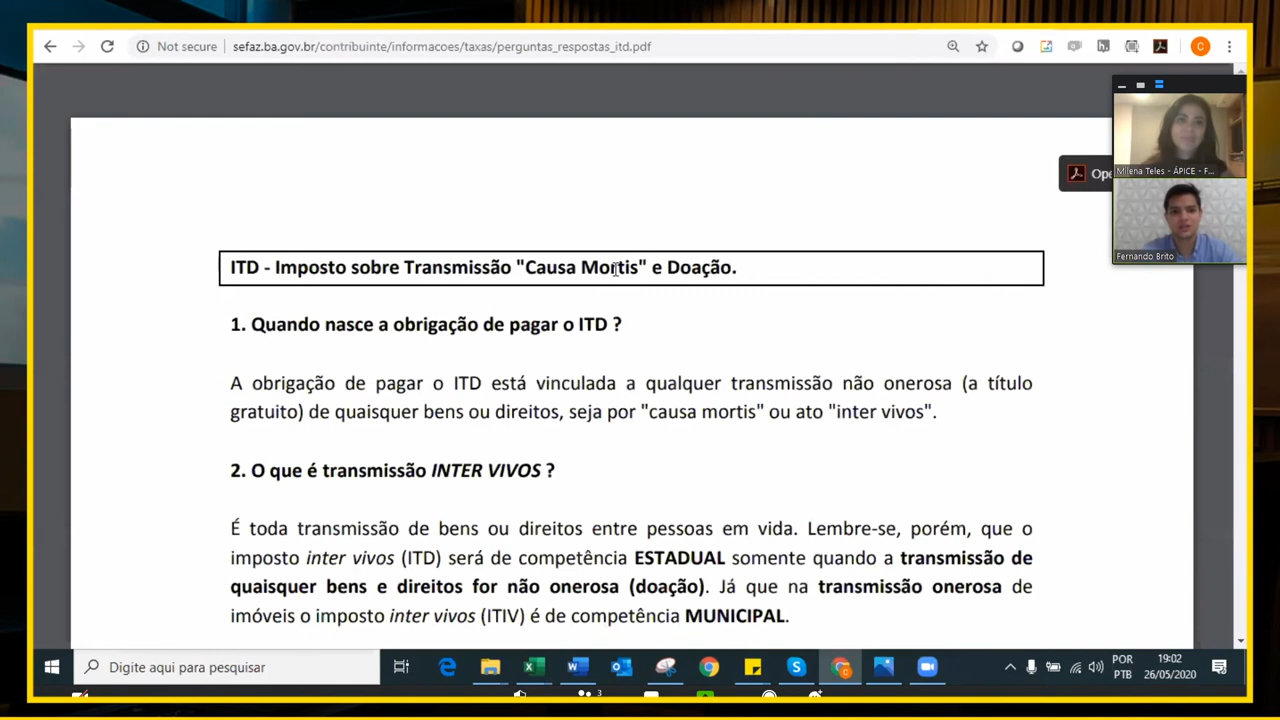 Not secure
sefaz.ba.gov.br/contribuinte/informacoes/taxas/perguntas_respostas_itd.pdf
Milena Teles - ÁPICE - F...
Fernando Brito
ITD - Imposto sobre Transmissão "Causa Mortis" e Doação.
1. Quando nasce a obrigação de pagar o ITD ?
A obrigação de pagar o ITD está vinculada a qualquer transmissão não onerosa (a título
gratuito) de quaisquer bens ou direitos, seja por "causa mortis" ou ato "inter vivos".
2. O que é transmissão INTER VIVOS ?
É toda transmissão de bens ou direitos entre pessoas em vida. Lembre-se, porém, que o
imposto inter vivos (ITD) será de competência ESTADUAL somente quando a transmissão de
quaisquer bens e direitos for não onerosa (doação). Já que na transmissão onerosa de
imóveis o imposto inter vivos (ITIV) é de competência MUNICIPAL.
Digite aqui para pesquisar
POR
PTB
19:02
26/05/2020
3